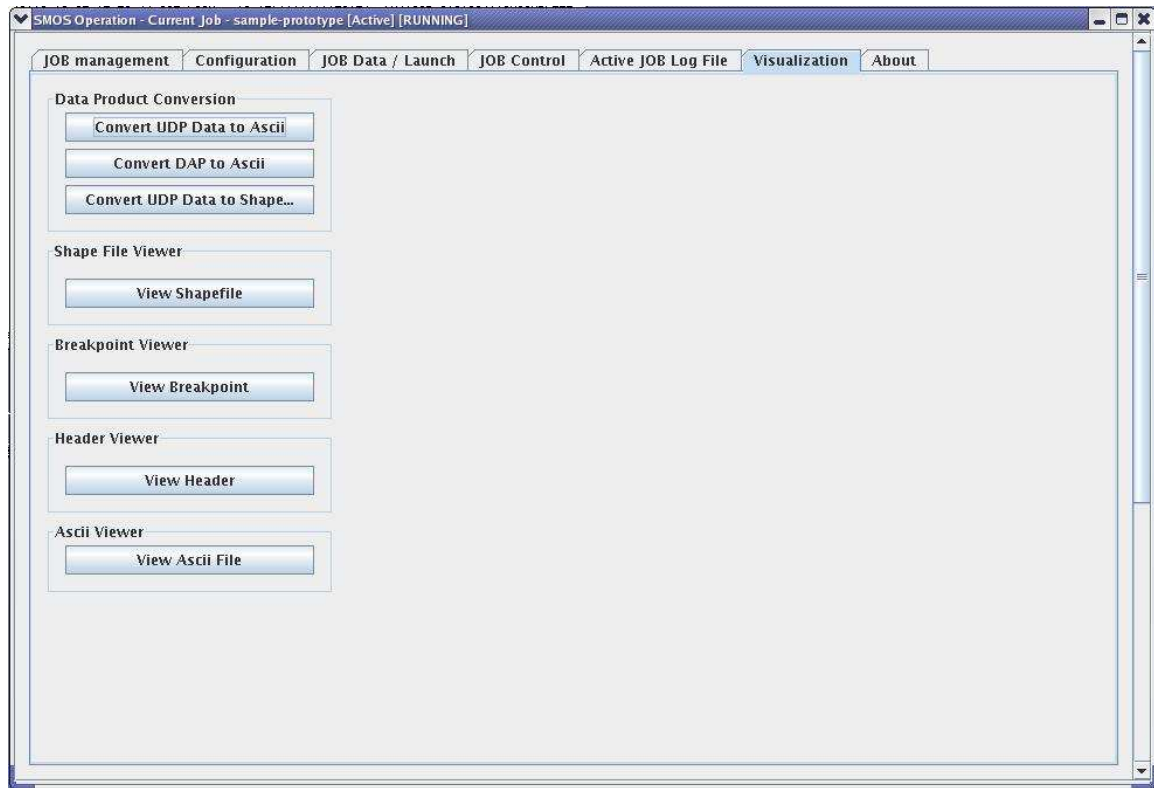 SMOS Operation - Current Job - sample-prototype [Active] [RUNNING]
JOB management Configuration JOB Data / Launch JOB Control Active JOB Log File Visualization About
Data Product Conversion
Convert UDP Data to Ascii
Convert DAP to Ascii
Convert UDP Data to Shape...
Shape File Viewer
View Shapefile
Breakpoint Viewer
View Breakpoint
Header Viewer
View Header
Ascii Viewer
View Ascii File